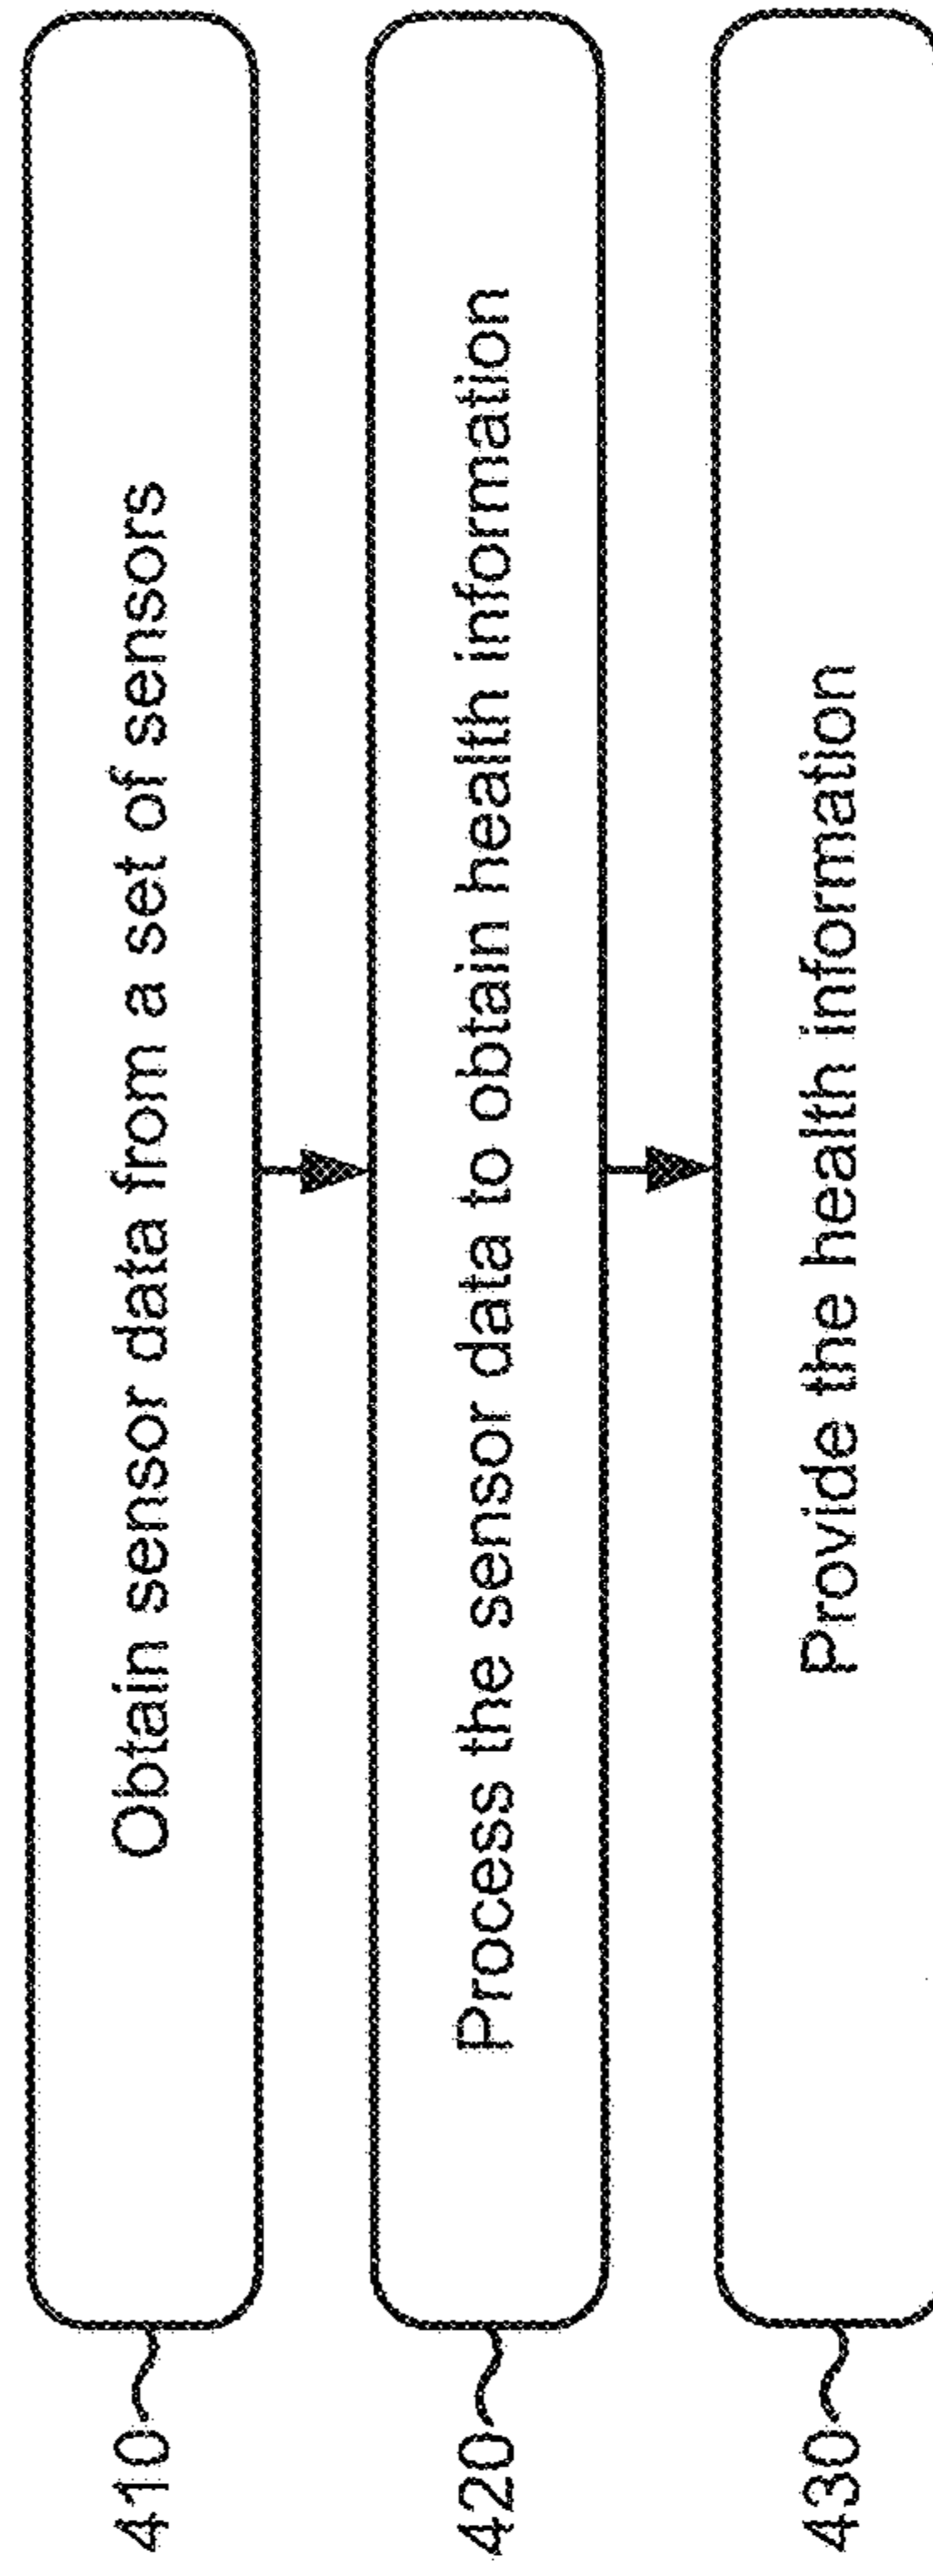 410
Obtain sensor data from a set of sensors
420
Process the sensor data to obtain health information
430
Provide the health information